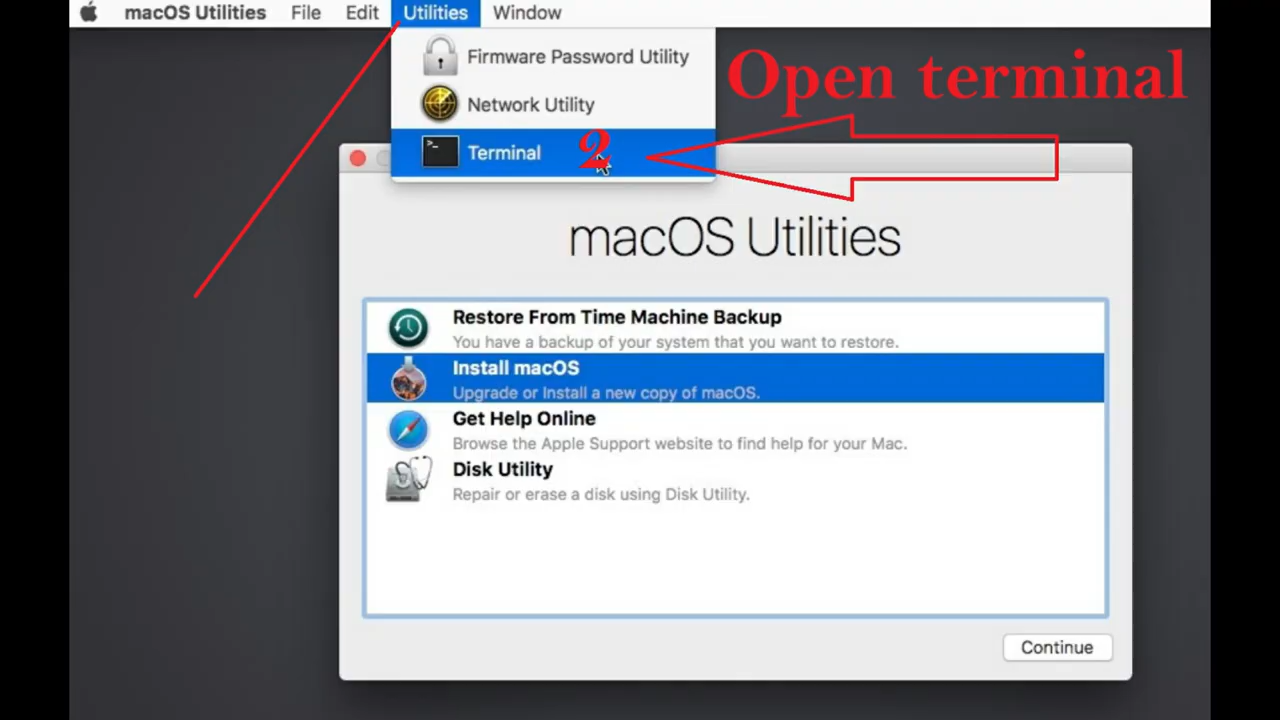 macOS Utilities File Edit Utilities Window
Firmware Password Utility
Network Utility
Terminal 2
Open terminal
macOS Utilities
Restore From Time Machine Backup
You have a backup of your system that you want to restore.
Install macOS
Upgrade or Install a new copy of macOS.
Get Help Online
Browse the Apple Support website to find help for your Mac.
Disk Utility
Repair or erase a disk using Disk Utility.
Continue